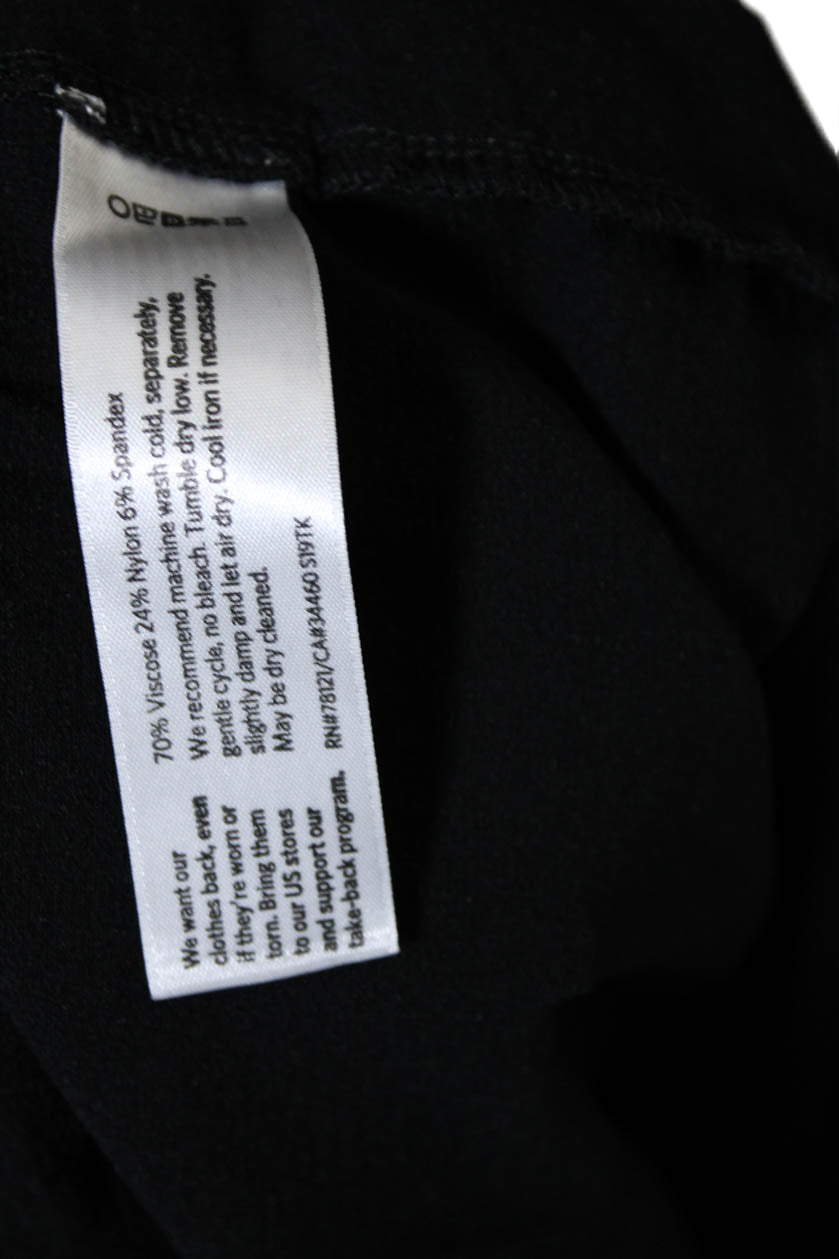 70% Viscose 24% Nylon 6% Spandex
We recommend machine wash cold, separately,
gentle cycle, no bleach. Tumble dry low. Remove
slightly damp and let air dry. Cool iron if necessary.
May be dry cleaned.
RN#78121/CA#34460 S19TK
We want our
clothes back, even
if they're worn or
torn. Bring them
to our US stores
and support our
take-back program.